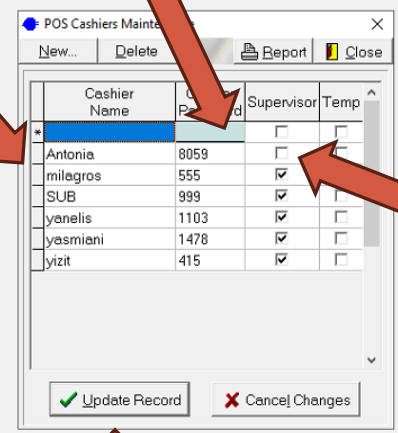 POS Cashiers
New... Delete Report Close
Cashier Name Supervisor Temp
*
Antonia 8059
milagros 555
SUB 999
yanelis 1103
yasmiani 1478
yizit 415
Update Record Cancel Changes